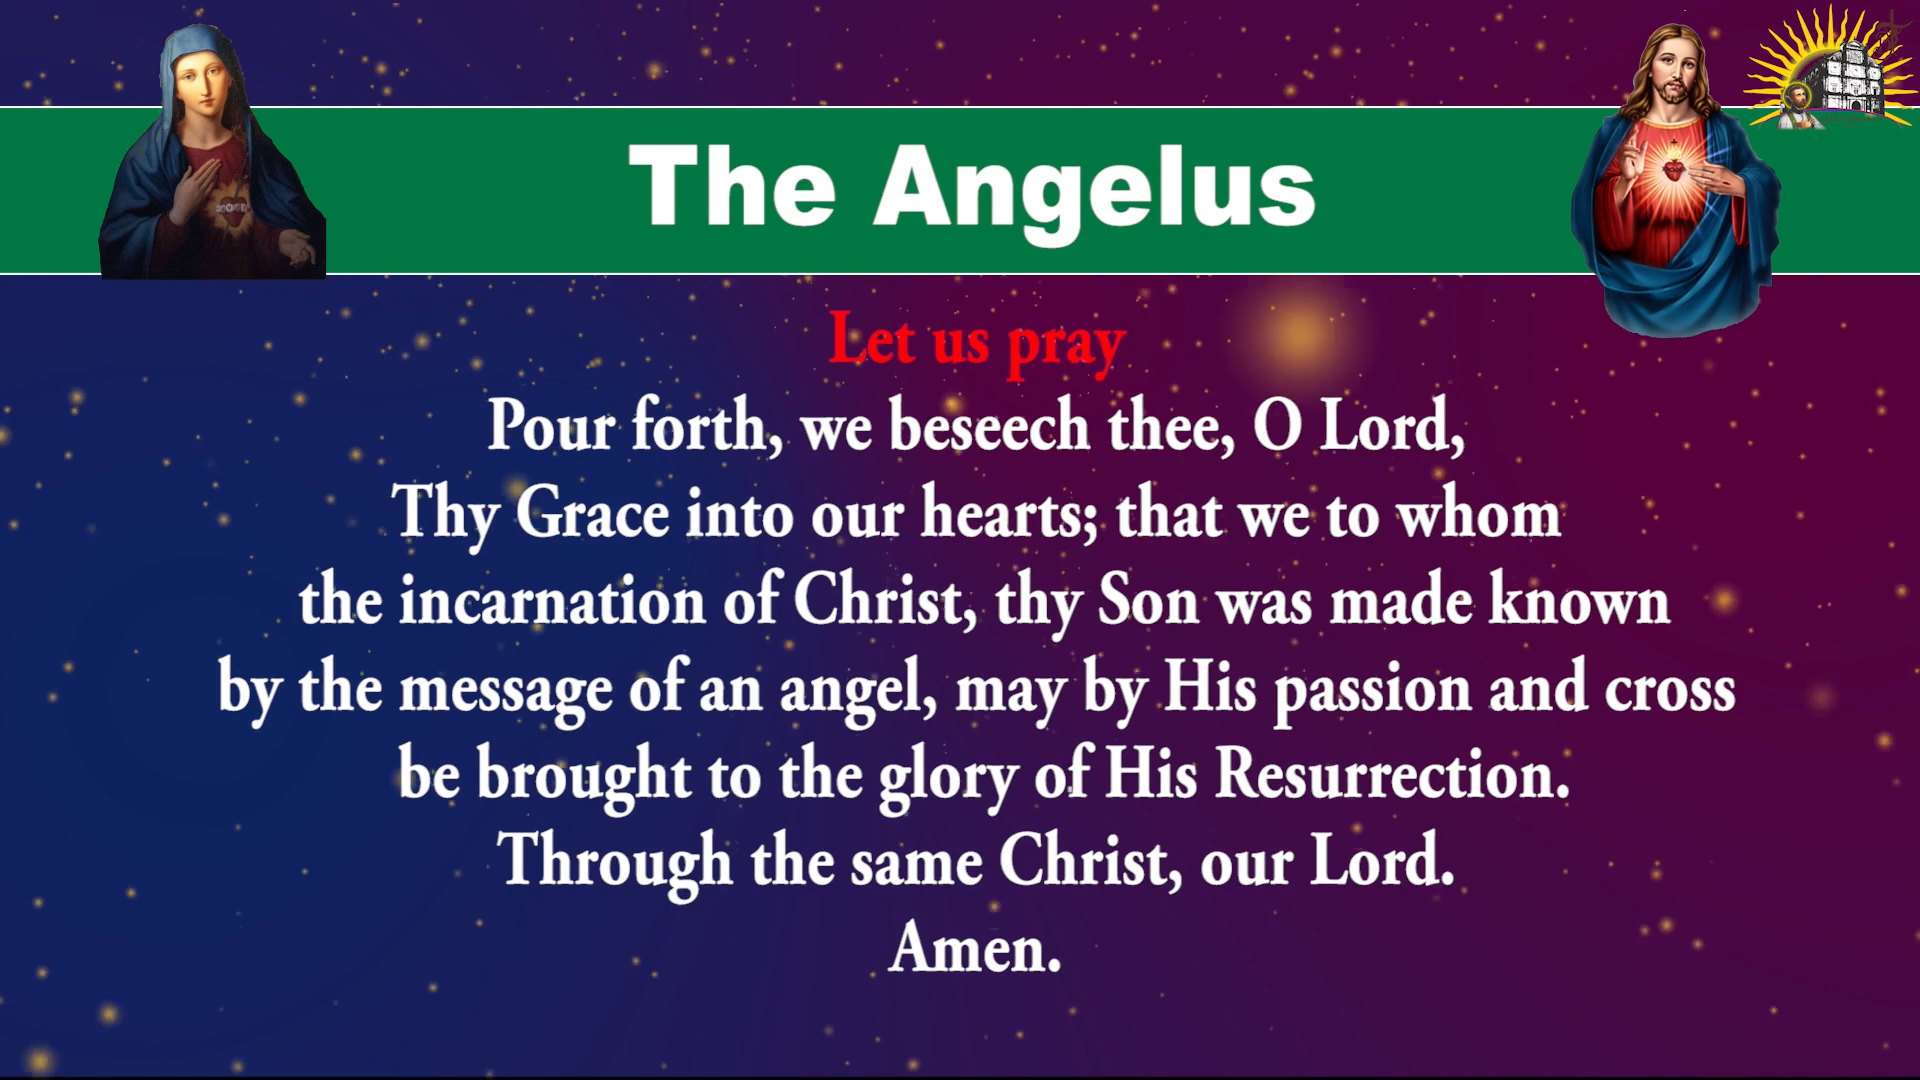 The Angelus
Let us pray
Pour forth, we beseech thee, O Lord,
Thy Grace into our hearts; that we to whom
the incarnation of Christ, thy Son was made known
by the message of an angel, may by His passion and cross
be brought to the glory of His Resurrection.
Through the same Christ, our Lord.
Amen.